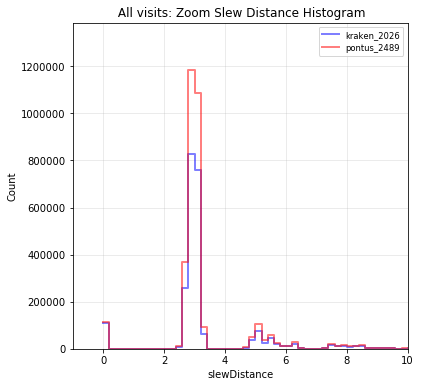 All visits: Zoom Slew Distance Histogram
kraken_2026
pontus_2489
1200000
1000000
800000
600000
400000
200000
0
Count
0 2 4 6 8 10
slewDistance